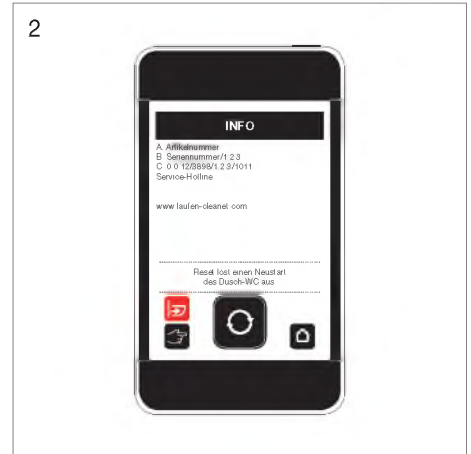 2
INFO
A Artikelnummer
B Seriennummer/1 2 3
C 0 0 12/3898/1.2 3/1011
Service-Hotline
www laufen-cleanet com
Reset löst einen Neustart
des Dusch-WC aus